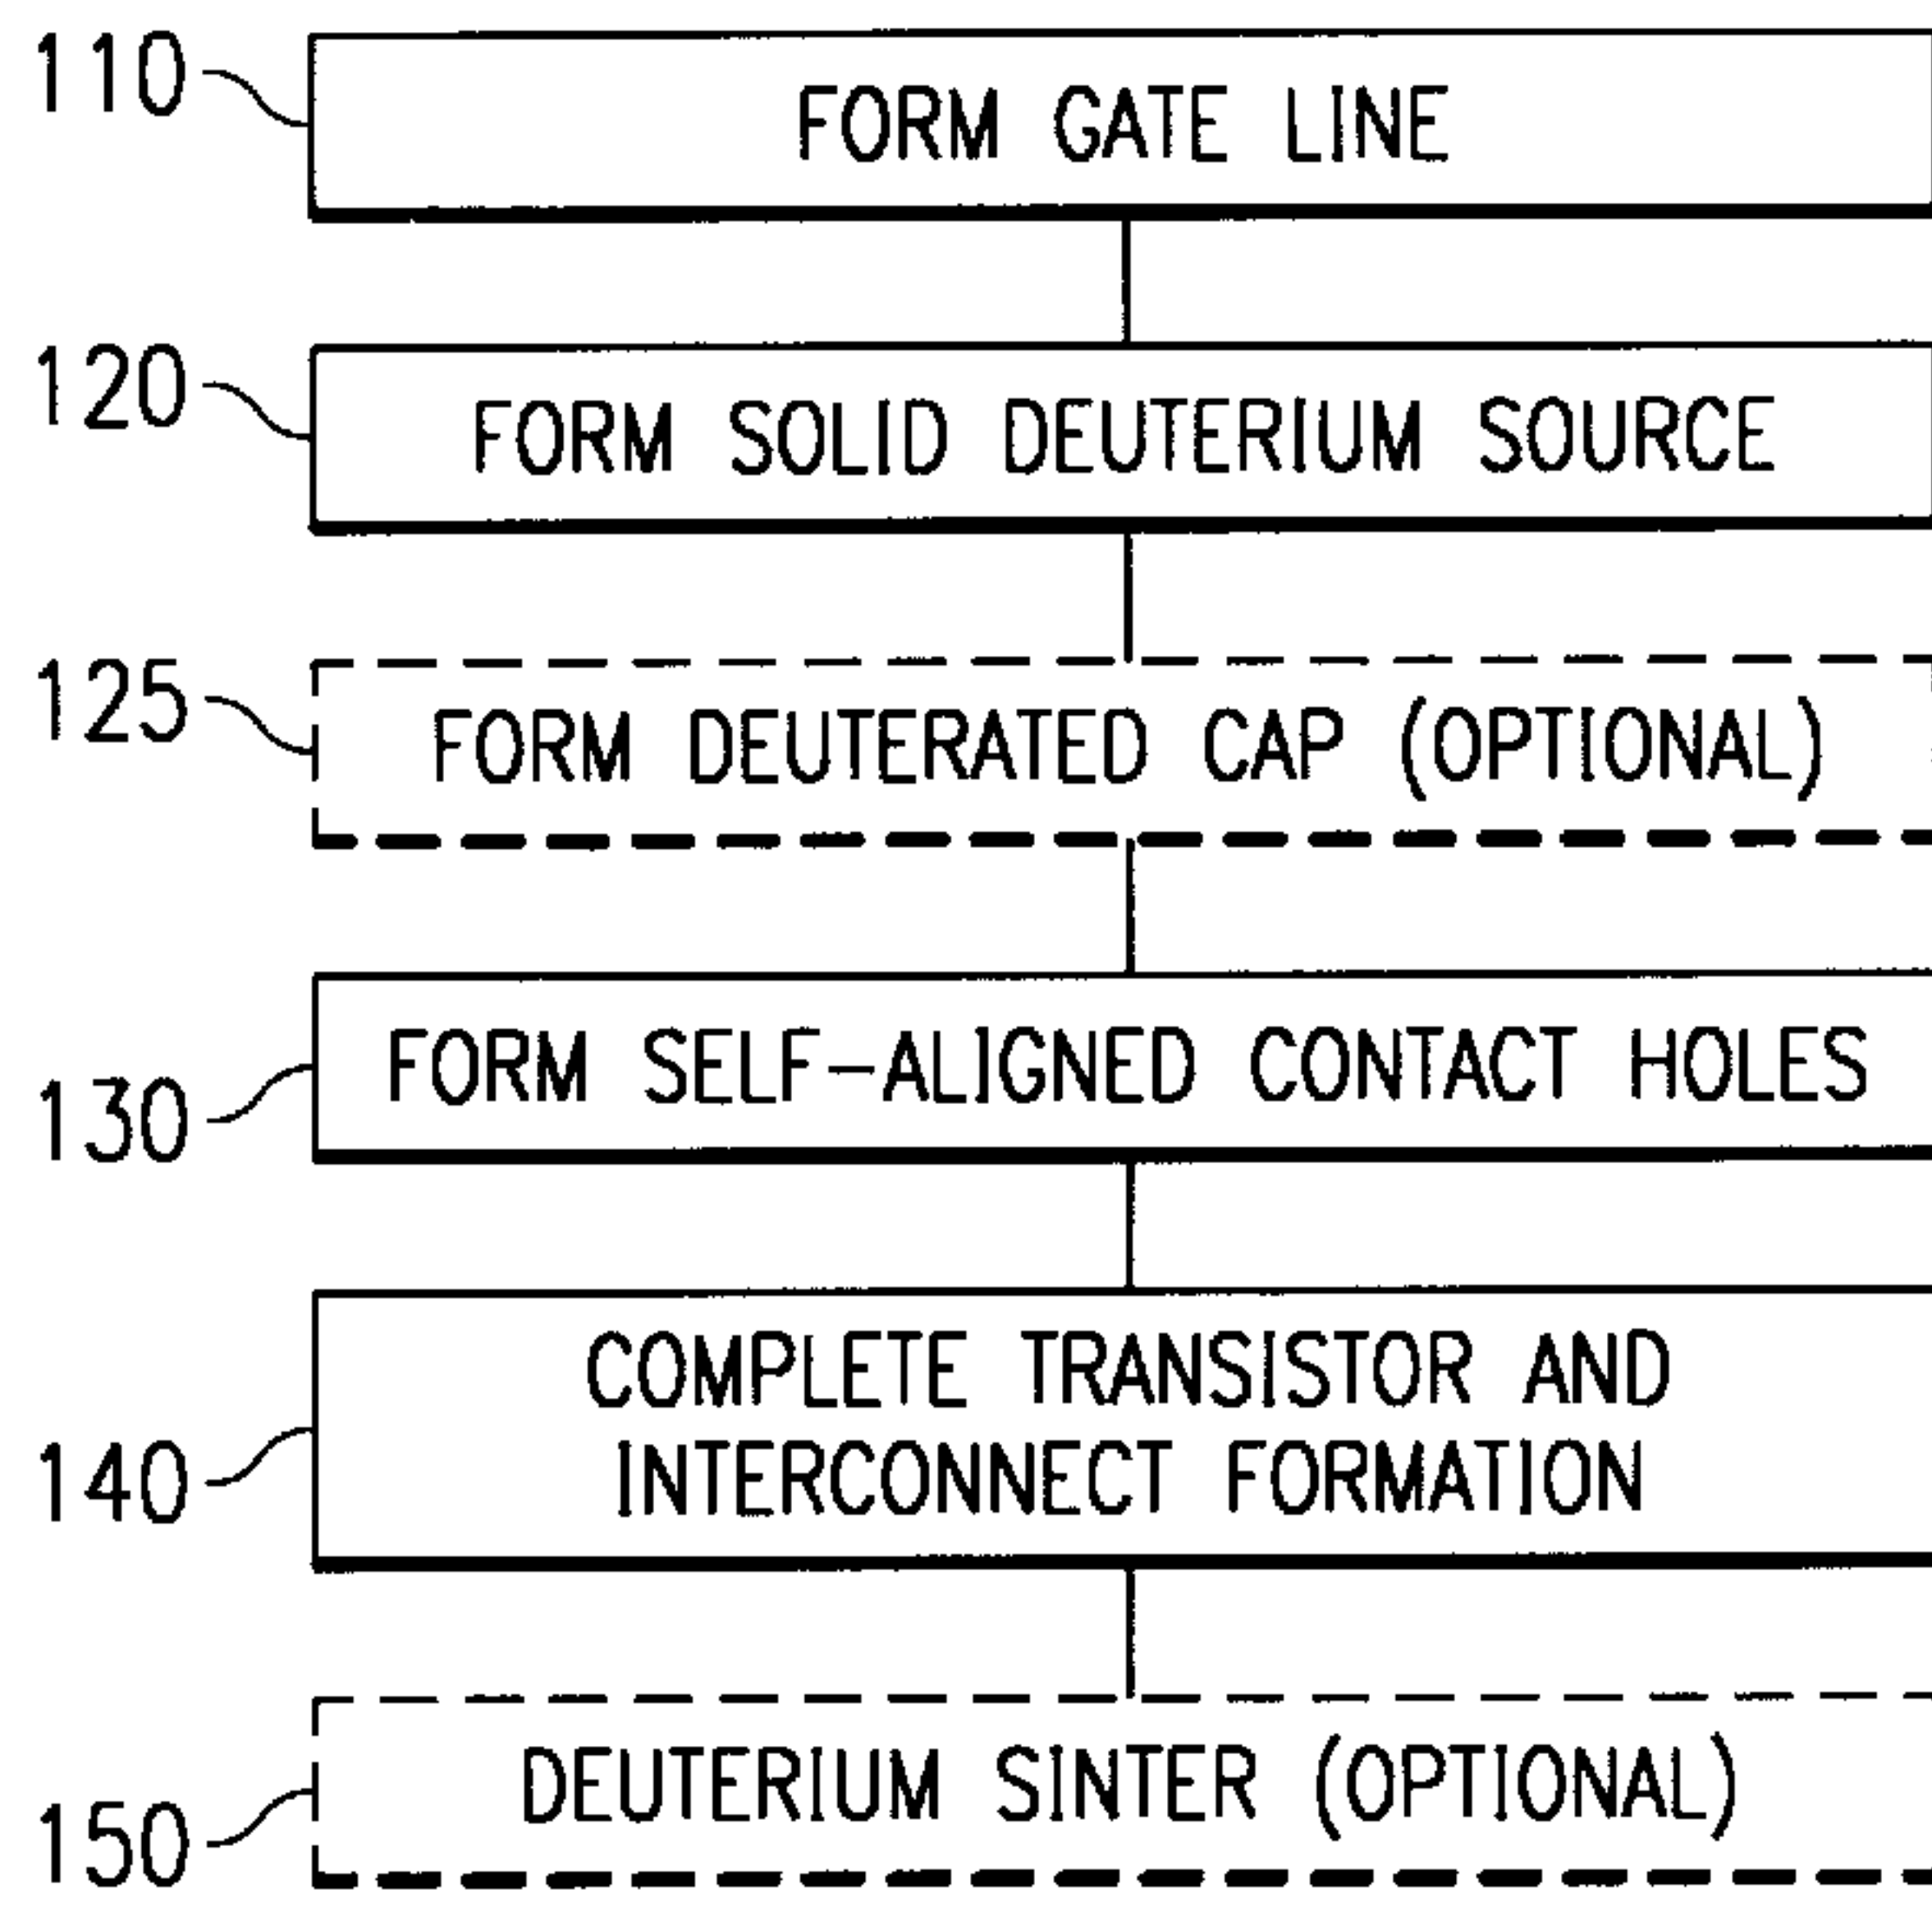 110
FORM GATE LINE
120
FORM SOLID DEUTERIUM SOURCE
125
FORM DEUTERATED CAP (OPTIONAL)
130
FORM SELF-ALIGNED CONTACT HOLES
140
COMPLETE TRANSISTOR AND
INTERCONNECT FORMATION
150
DEUTERIUM SINTER (OPTIONAL)